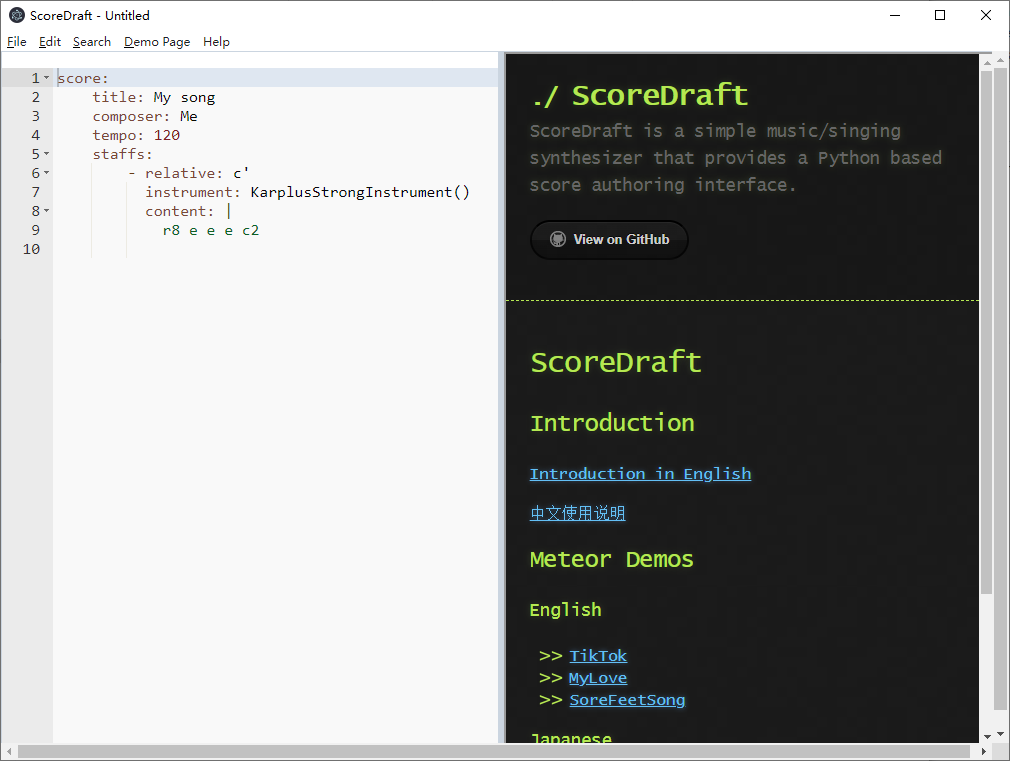 ScoreDraft - Untitled
File Edit Search Demo Page Help
1 score:
2 title: My song
3 composer: Me
4 tempo: 120
5 staffs:
6 - relative: c'
7 instrument: KarplusStrongInstrument()
8 content: |
9 r8 e e e c2
10
./ ScoreDraft
ScoreDraft is a simple music/singing
synthesizer that provides a Python based
score authoring interface.
View on GitHub
ScoreDraft
Introduction
Introduction in English
中文使用说明
Meteor Demos
English
>> TikTok
>> MyLove
>> SoreFeetSong
Japanese